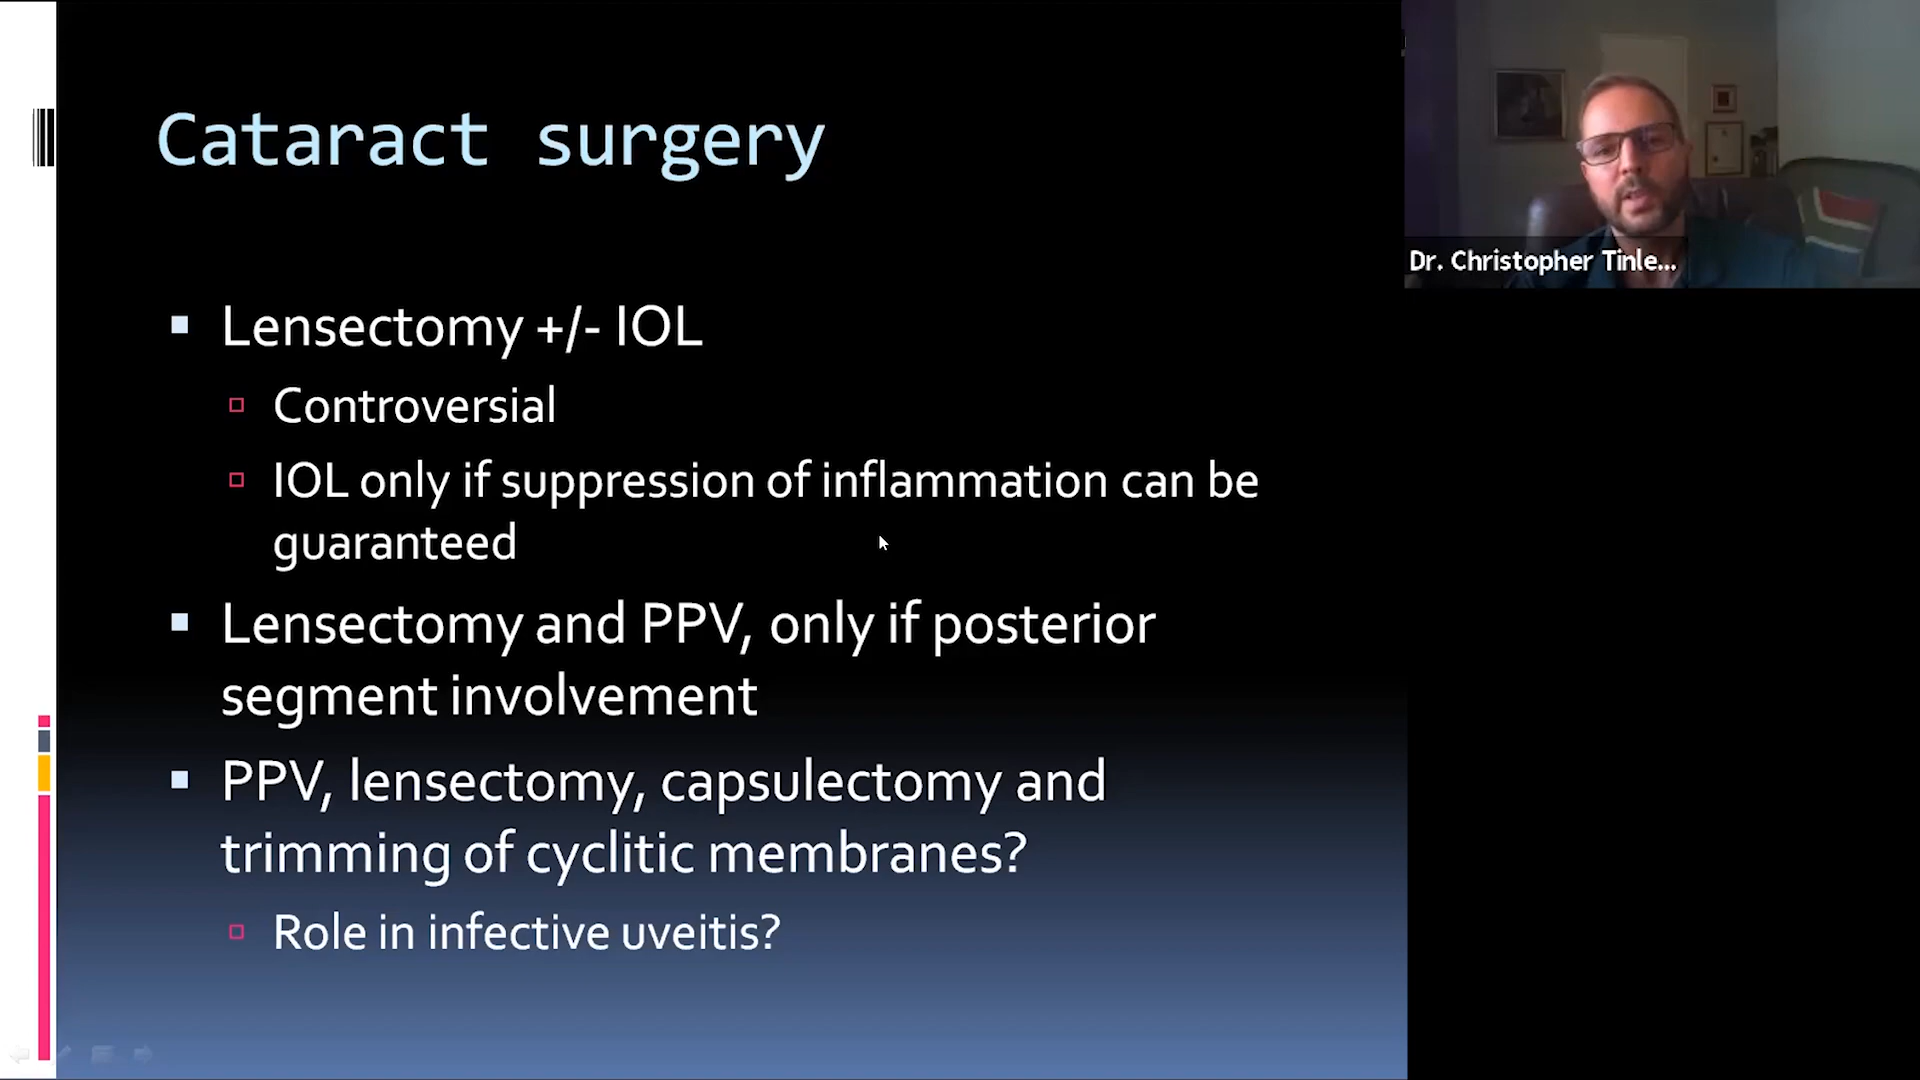 Cataract surgery
Dr. Christopher Tinle...
Lensectomy +/- IOL
Controversial
IOL only if suppression of inflammation can be
guaranteed
Lensectomy and PPV, only if posterior
segment involvement
PPV, lensectomy, capsulectomy and
trimming of cyclitic membranes?
Role in infective uveitis?